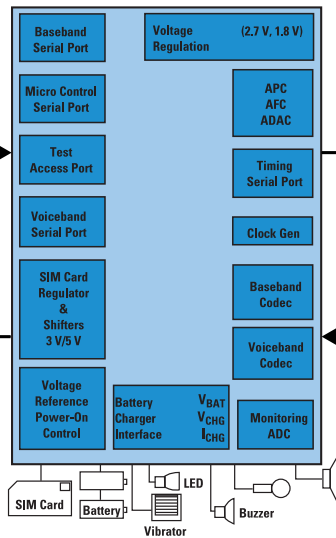 Baseband
Serial Port
Voltage (2.7 V, 1.8 V)
Regulation
Micro Control
Serial Port
APC
AFC
ADAC
Test
Access Port
Timing
Serial Port
Voiceband
Serial Port
Clock Gen
SIM Card
Regulator
&
Shifters
3 V/5 V
Baseband
Codec
Voiceband
Codec
Voltage
Reference
Power-On
Control
Battery VBAT
Charger VCHG
Interface ICHG
Monitoring
ADC
SIM Card
Battery
LED
Vibrator
Buzzer